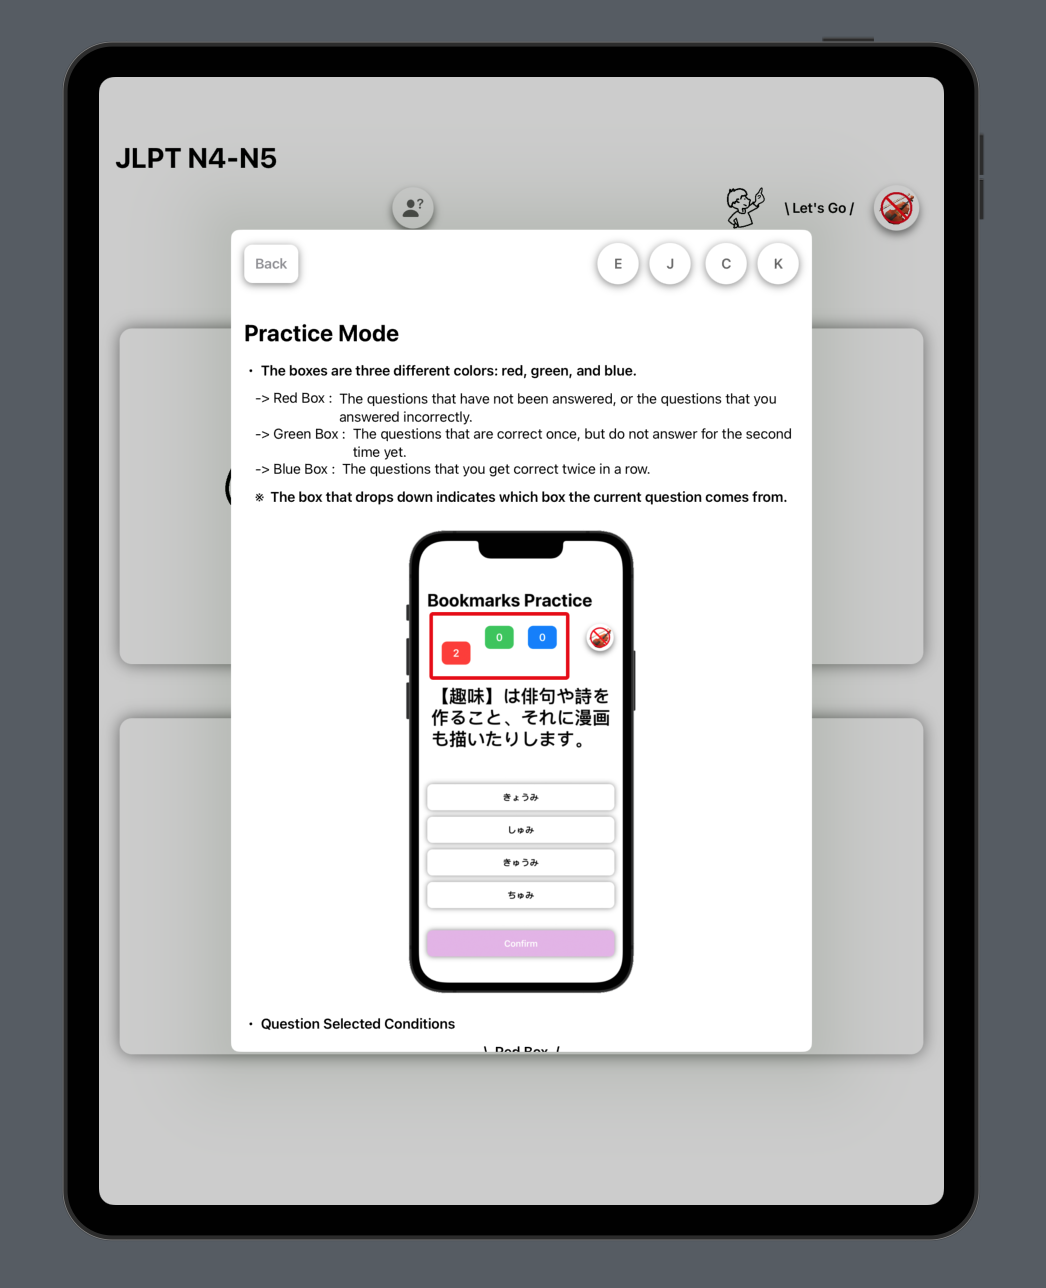 JLPT N4-N5
?
\ Let's Go /
Back
E
J
C
K
Practice Mode
・ The boxes are three different colors: red, green, and blue.
-> Red Box : The questions that have not been answered, or the questions that you
answered incorrectly.
-> Green Box : The questions that are correct once, but do not answer for the second
time yet.
-> Blue Box : The questions that you get correct twice in a row.
※ The box that drops down indicates which box the current question comes from.
Bookmarks Practice
2
0
0
【趣味】は俳句や詩を
作ること、それに漫画
も描いたりします。
きょうみ
しゅみ
きゅうみ
ちゅみ
Confirm
・ Question Selected Conditions
\ Red Box /